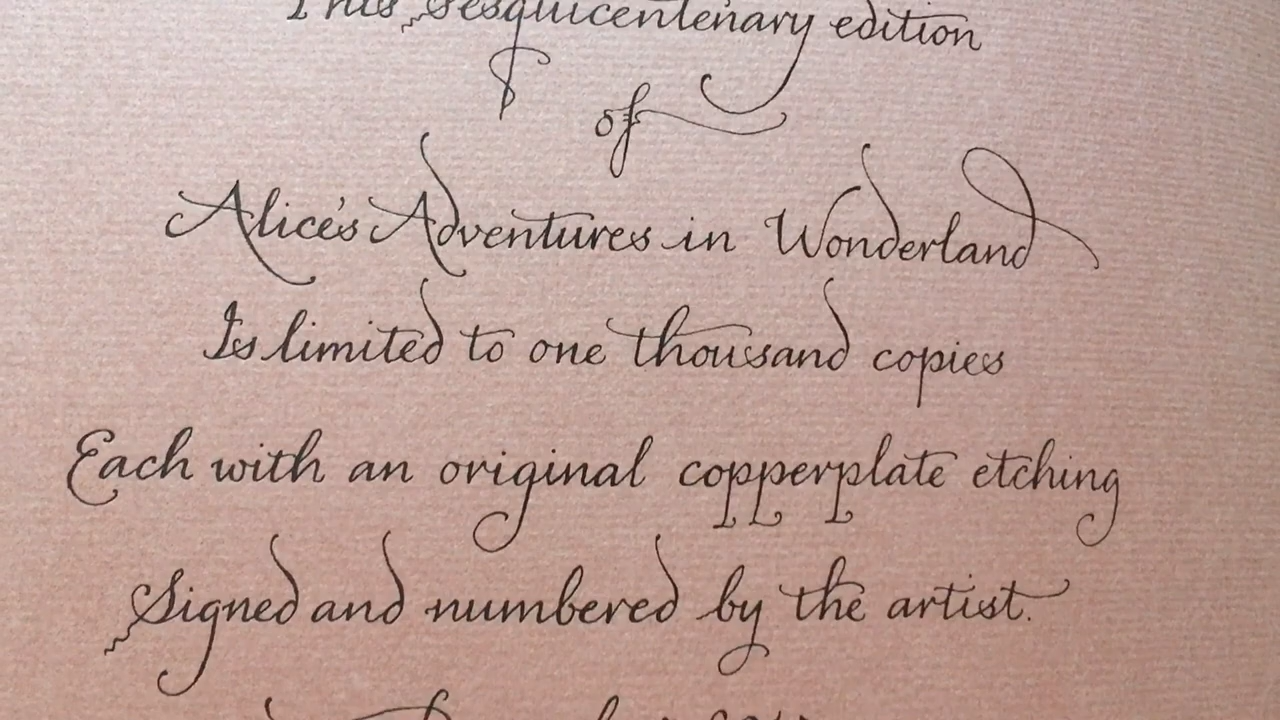 This Sesquicentenary edition
of
Alice's Adventures in Wonderland
Is limited to one thousand copies
Each with an original copperplate etching
Signed and numbered by the artist.